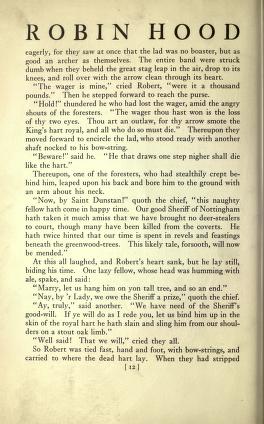 ROBIN HOOD
eagerly, for they saw at once that the lad was no boaster, but as
good an archer as themselves. The entire band were struck
dumb when they beheld the great stag leap in the air, drop to its
knees, and roll over with the arrow clean through its heart.
"The wager is mine," cried Robert, "were it a thousand
pounds." Then he stepped forward to reach the purse.
"Hold!" thundered he who had lost the wager, amid the angry
shouts of the foresters. "The wager thou hast won is the loss
of thy two eyes. Thou art an outlaw, for thy arrow smote the
King's hart royal, and all who do so must die." Thereupon they
moved forward to encircle the lad, who stood ready with another
shaft nocked to his bow-string.
"Beware!" said he. "He that draws one step nigher shall die
like the hart."
Thereupon, one of the foresters, who had stealthily crept be-
hind him, leaped upon his back and bore him to the ground with
an arm about his neck.
"Now, by Saint Dunstan!" quoth the chief, "this naughty
fellow hath come in happy time. Our good Sheriff of Nottingham
hath taken it much amiss that we have brought no deer-stealers
to court, though many have been killed from the coverts. He
hath twice hinted that our time is spent in revels and feastings
beneath the greenwood-trees. This likely tale, forsooth, will now
be mended."
At this all laughed, and Robert's heart sank, but he lay still,
biding his time. One lazy fellow, whose head was humming with
ale, spake, and said:
"Marry, let us hang him on yon tall tree, and so an end."
"Nay, by 'r Lady, we owe the Sheriff a prize," quoth the chief.
"Ay, truly," said another. "We have need of the Sheriff's
good-will. If ye will do as I rede you, let us bind him up in the
skin of the royal hart he hath slain and sling him from our shoul-
ders on a stout oak limb."
"Well said! That we will," cried they all.
So Robert was tied fast, hand and foot, with bow-strings, and
carried to where the dead hart lay. When they had stripped
[12]